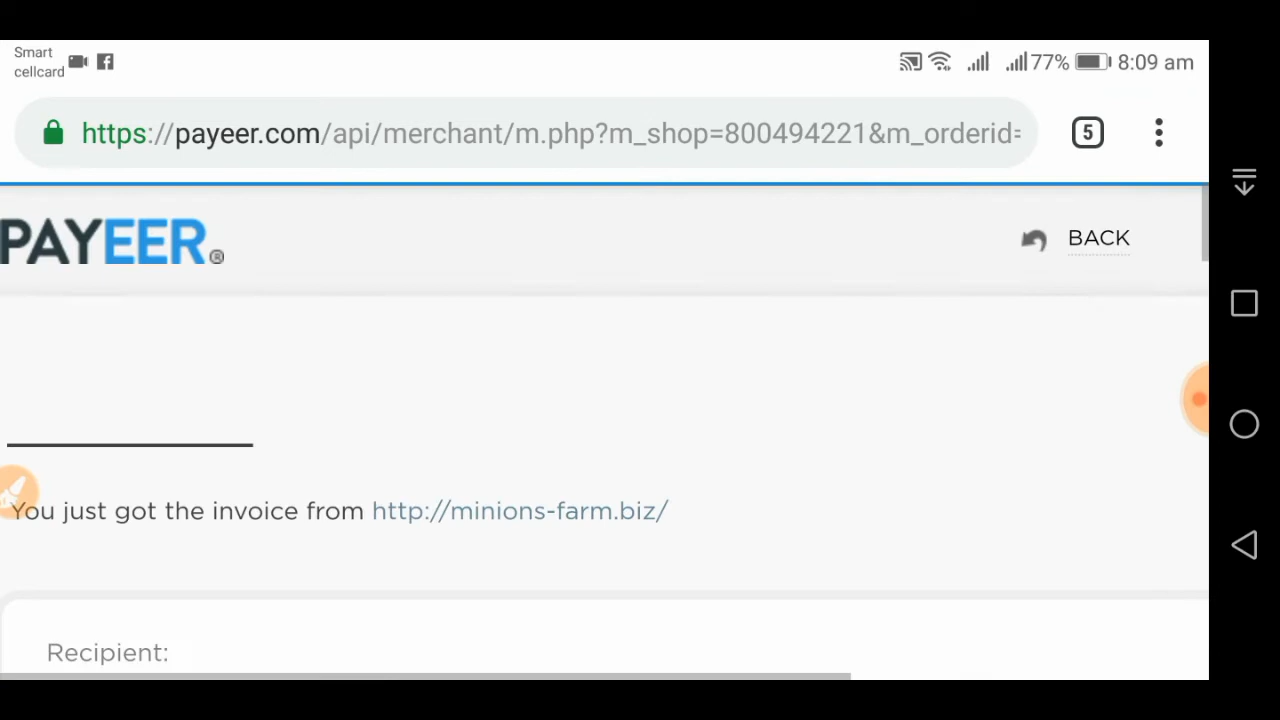 Smart
cellcard
77% 8:09 am
https://payeer.com/api/merchant/m.php?m_shop=800494221&m_orderid=
5
PAYEER®
BACK
You just got the invoice from http://minions-farm.biz/
Recipient: